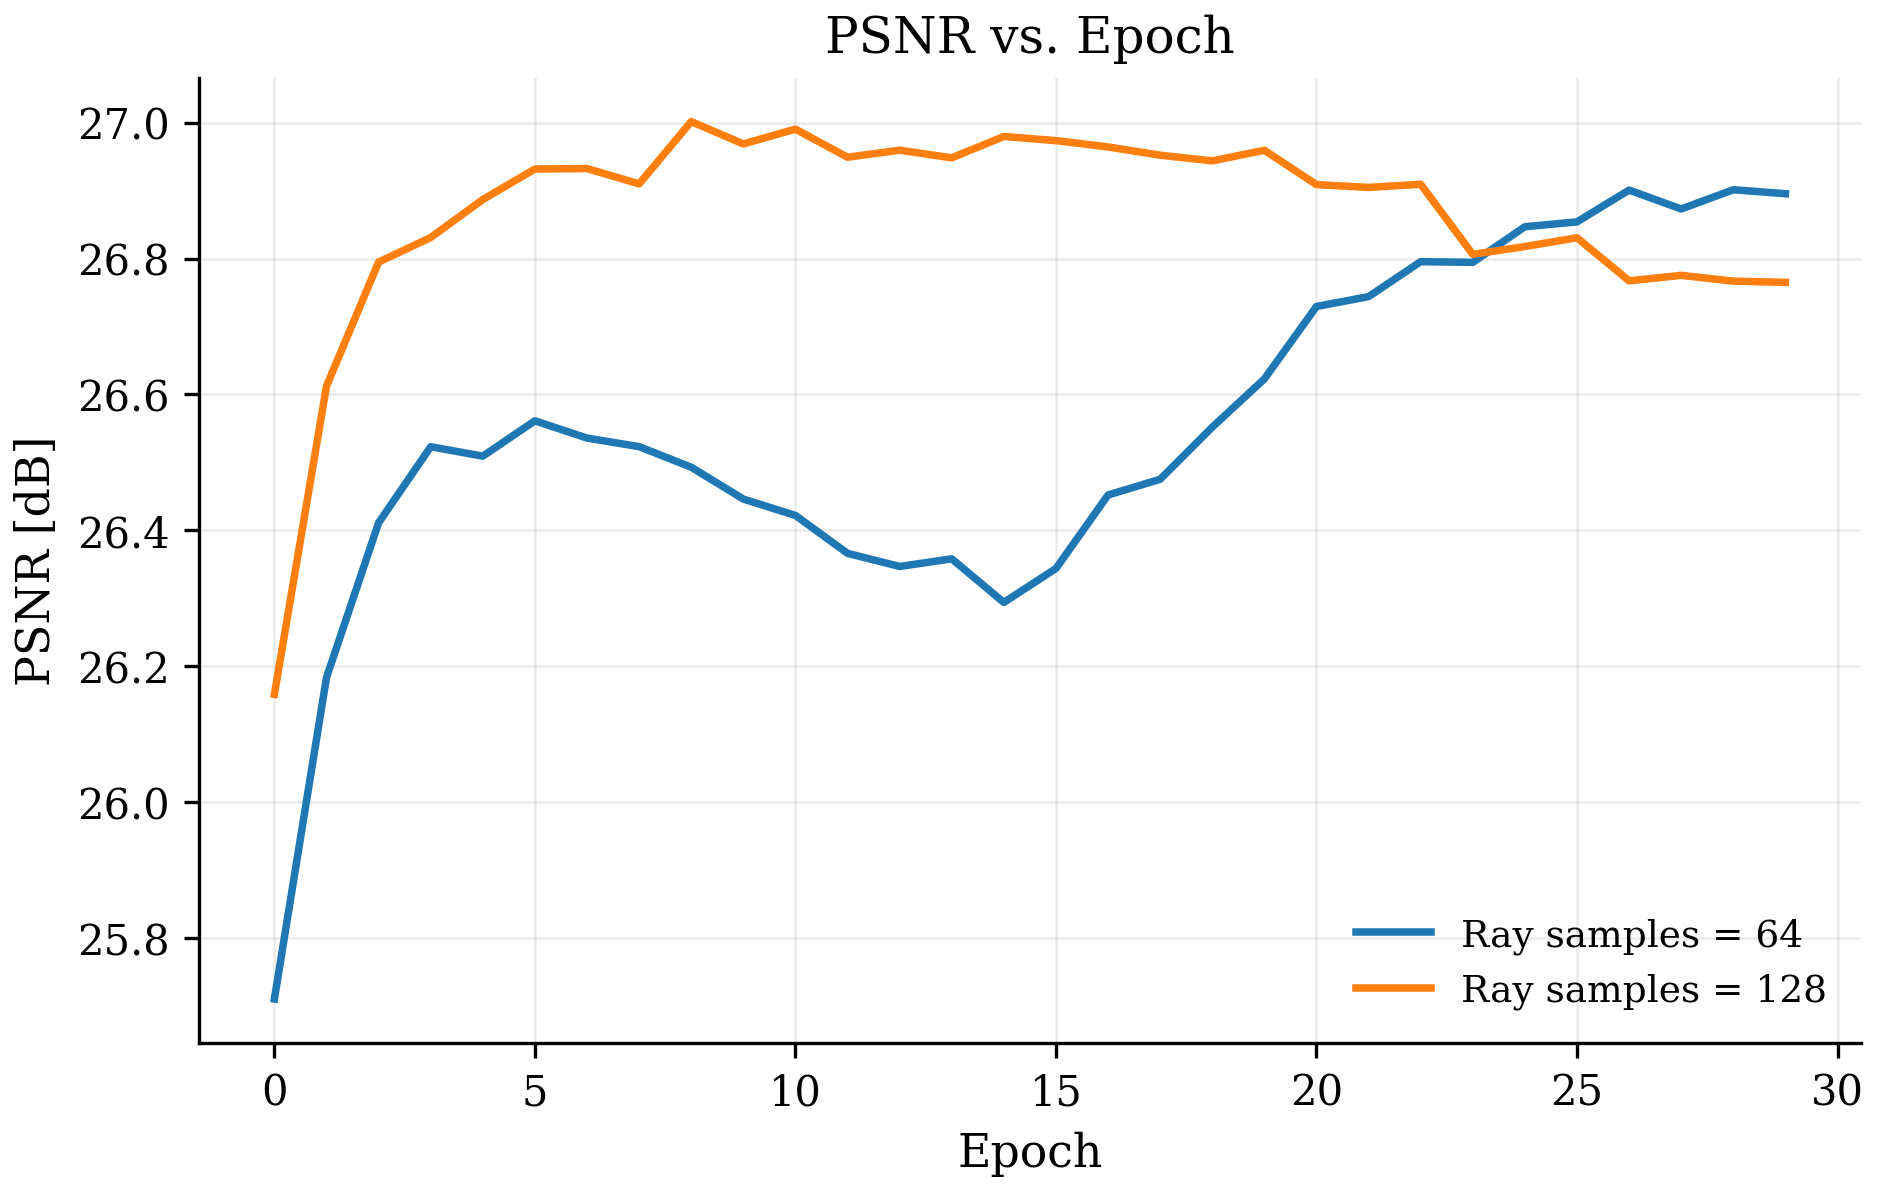 PSNR vs. Epoch
27.0
26.8
26.6
26.4
26.2
26.0
25.8
PSNR [dB]
Ray samples = 64
Ray samples = 128
0 5 10 15 20 25 30
Epoch